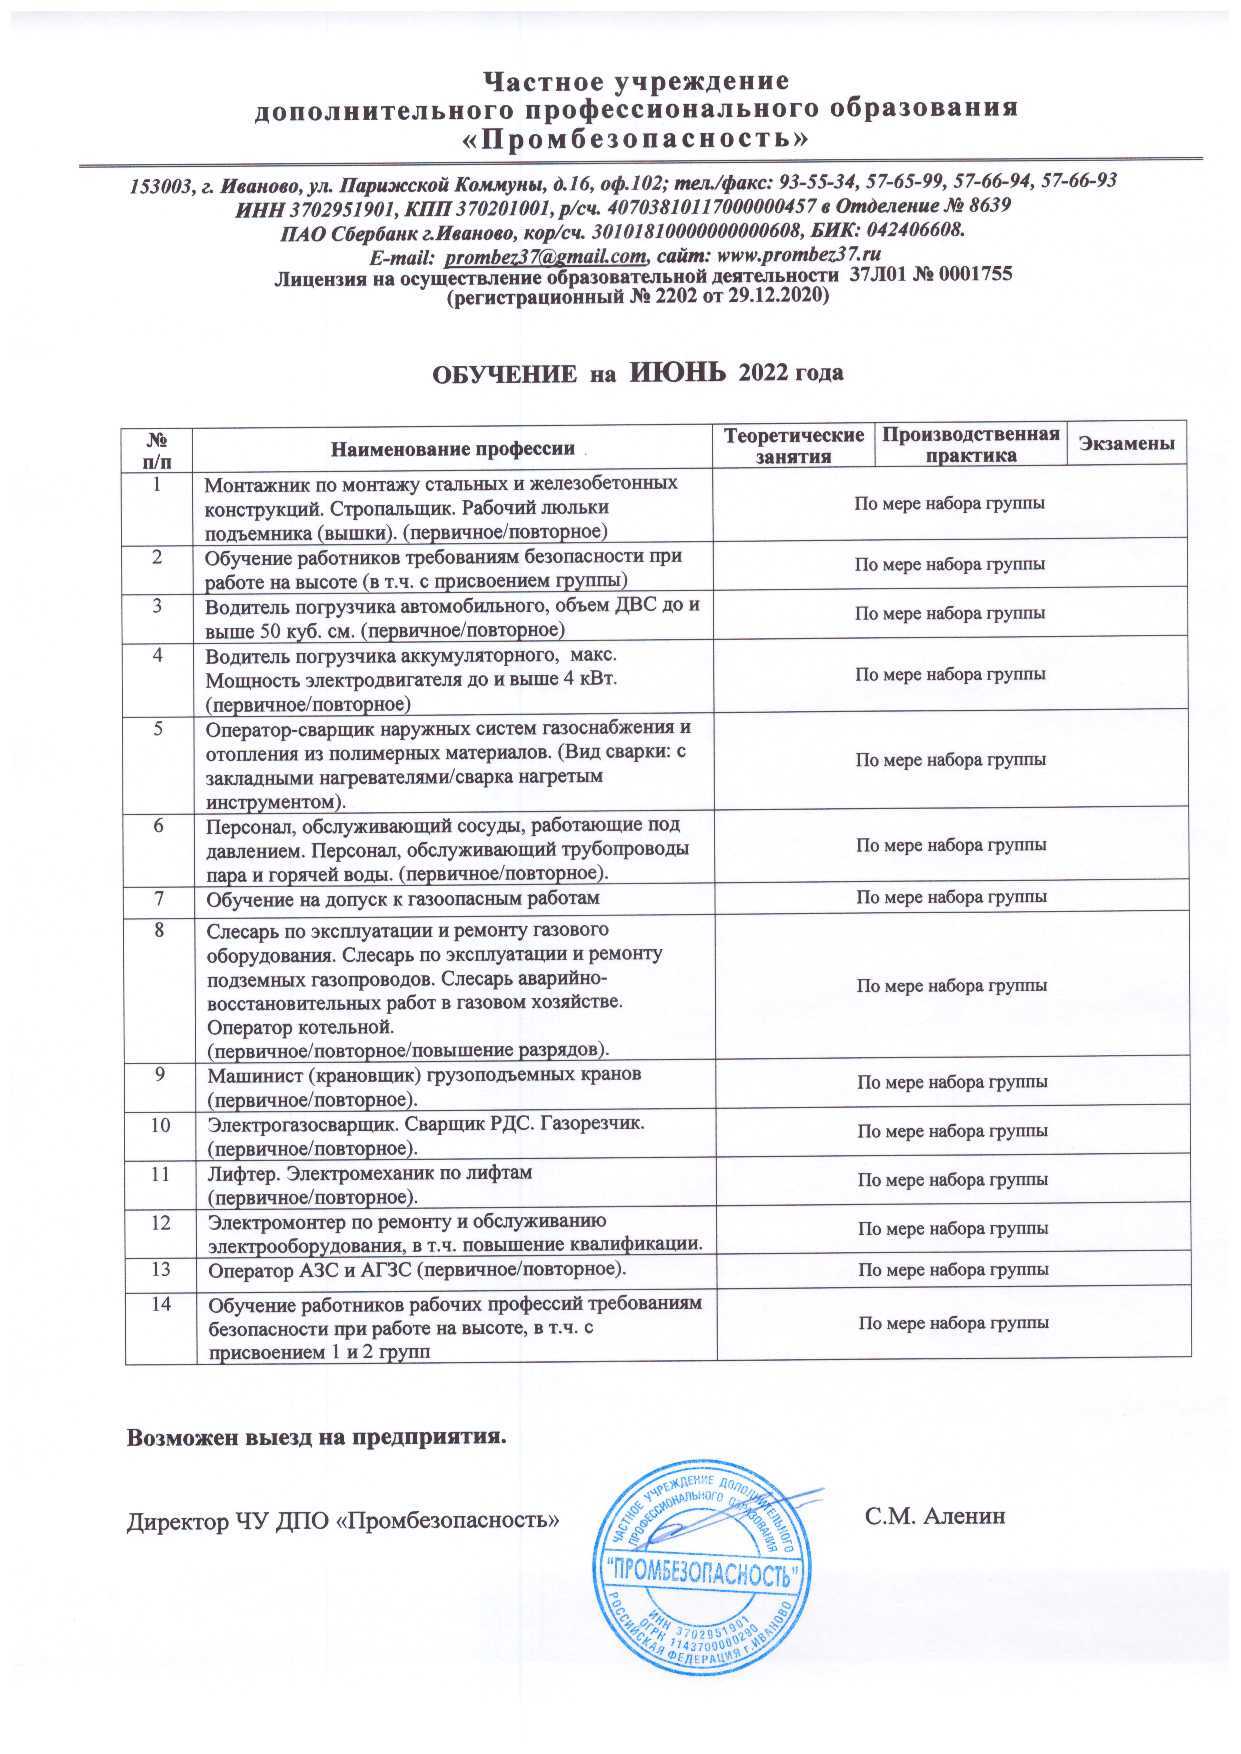 Частное учреждение
дополнительного профессионального образования
«Промбезопасность»
153003, г. Иваново, ул. Парижской Коммуны, д.16, оф.102; тел./факс: 93-55-34, 57-65-99, 57-66-94, 57-66-93
ИНН 3702951901, КПП 370201001, р/сч. 40703810117000000457 в Отделение № 8639
ПАО Сбербанк г.Иваново, кор/сч. 30101810000000000608, БИК: 042406608.
E-mail: prombez37@gmail.com, сайт: www.prombez37.ru
Лицензия на осуществление образовательной деятельности 37Л01 № 0001755
(регистрационный № 2202 от 29.12.2020)
ОБУЧЕНИЕ на ИЮНЬ 2022 года
№ п/п
Наименование профессии
Теоретические занятия
Производственная практика
Экзамены
1
Монтажник по монтажу стальных и железобетонных
конструкций. Стропальщик. Рабочий люльки
подъемника (вышки). (первичное/повторное)
По мере набора группы
2
Обучение работников требованиям безопасности при
работе на высоте (в т.ч. с присвоением группы)
По мере набора группы
3
Водитель погрузчика автомобильного, объем ДВС до и
выше 50 куб. см. (первичное/повторное)
По мере набора группы
4
Водитель погрузчика аккумуляторного, макс.
Мощность электродвигателя до и выше 4 кВт.
(первичное/повторное)
По мере набора группы
5
Оператор-сварщик наружных систем газоснабжения и
отопления из полимерных материалов. (Вид сварки: с
закладными нагревателями/сварка нагретым
инструментом).
По мере набора группы
6
Персонал, обслуживающий сосуды, работающие под
давлением. Персонал, обслуживающий трубопроводы
пара и горячей воды. (первичное/повторное).
По мере набора группы
7
Обучение на допуск к газоопасным работам
По мере набора группы
8
Слесарь по эксплуатации и ремонту газового
оборудования. Слесарь по эксплуатации и ремонту
подземных газопроводов. Слесарь аварийно-
восстановительных работ в газовом хозяйстве.
Оператор котельной.
(первичное/повторное/повышение разрядов).
По мере набора группы
9
Машинист (крановщик) грузоподъемных кранов
(первичное/повторное).
По мере набора группы
10
Электрогазосварщик. Сварщик РДС. Газорезчик.
(первичное/повторное).
По мере набора группы
11
Лифтер. Электромеханик по лифтам
(первичное/повторное).
По мере набора группы
12
Электромонтер по ремонту и обслуживанию
электрооборудования, в т.ч. повышение квалификации.
По мере набора группы
13
Оператор АЗС и АГЗС (первичное/повторное).
По мере набора группы
14
Обучение работников рабочих профессий требованиям
безопасности при работе на высоте, в т.ч. с
присвоением 1 и 2 групп
По мере набора группы
Возможен выезд на предприятия.
Директор ЧУ ДПО «Промбезопасность»
С.М. Аленин
ЧАСТНОЕ УЧРЕЖДЕНИЕ ДОПОЛНИТЕЛЬНОГО
ПРОФЕССИОНАЛЬНОГО ОБРАЗОВАНИЯ
"ПРОМБЕЗОПАСНОСТЬ"
ИНН 3702951901
ОГРН 1143700000290
РОССИЙСКАЯ ФЕДЕРАЦИЯ г.ИВАНОВО